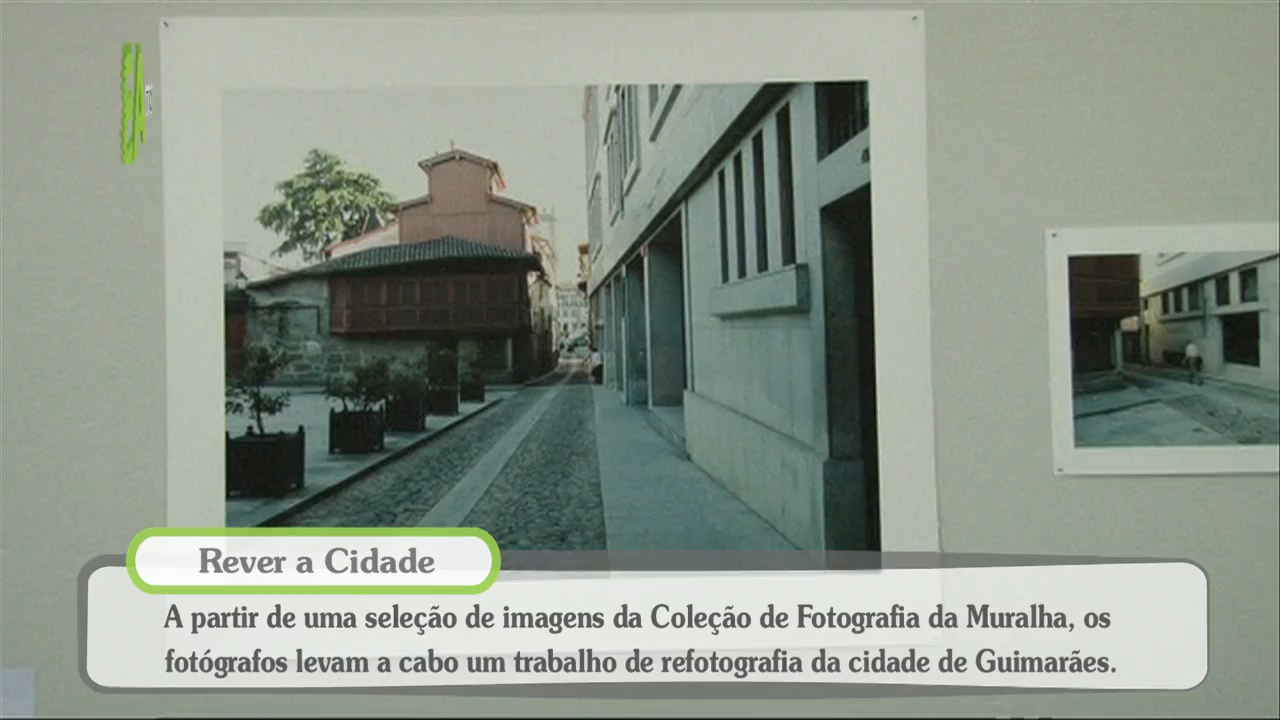 Rever a Cidade
A partir de uma seleção de imagens da Coleção de Fotografia da Muralha, os
fotógrafos levam a cabo um trabalho de refotografia da cidade de Guimarães.